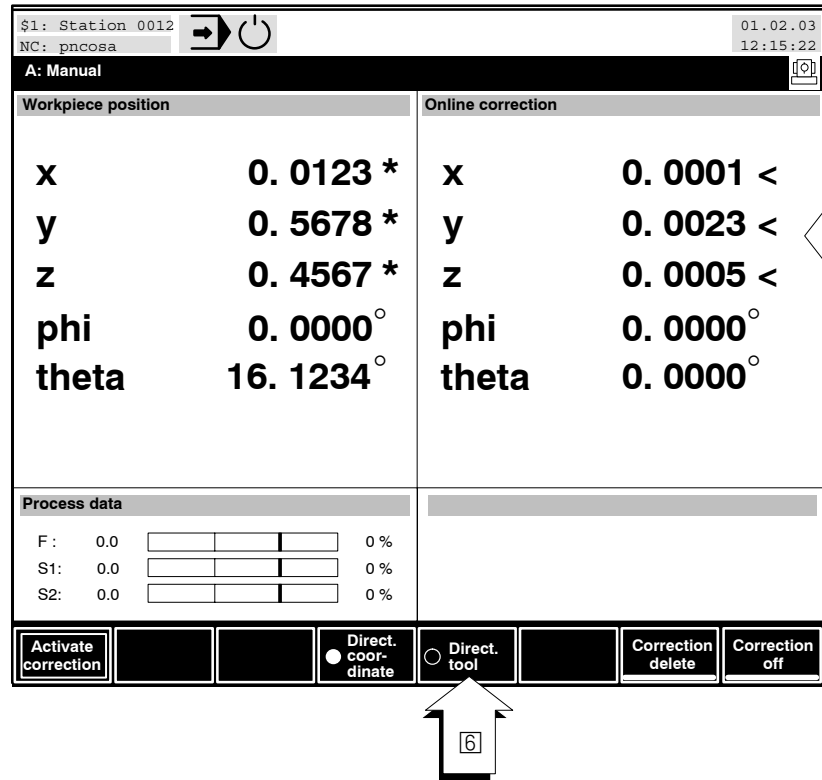 $1: Station 0012
NC: pncosa
01.02.03
12:15:22
A: Manual
Workpiece position
x 0. 0123 *
y 0. 5678 *
z 0. 4567 *
phi 0. 0000°
theta 16. 1234°
Online correction
x 0. 0001 <
y 0. 0023 <
z 0. 0005 <
phi 0. 0000°
theta 0. 0000°
Process data
F : 0.0 0 %
S1: 0.0 0 %
S2: 0.0 0 %
Activate
correction
Direct.
coor-
dinate
Direct.
tool
Correction
delete
Correction
off
6